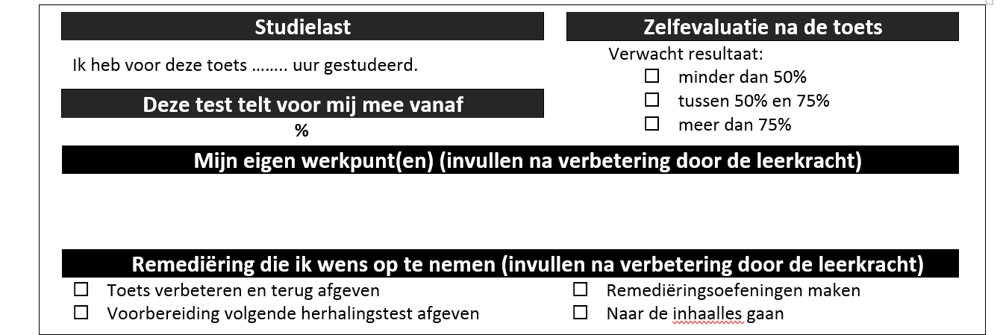 Studielast
Ik heb voor deze toets …….. uur gestudeerd.
Deze test telt voor mij mee vanaf
%
Zelfevaluatie na de toets
Verwacht resultaat:
minder dan 50%
tussen 50% en 75%
meer dan 75%
Mijn eigen werkpunt(en) (invullen na verbetering door de leerkracht)
Remediëring die ik wens op te nemen (invullen na verbetering door de leerkracht)
Toets verbeteren en terug afgeven
Voorbereiding volgende herhalingstest afgeven
Remediëringsoefeningen maken
Naar de inhaalles gaan